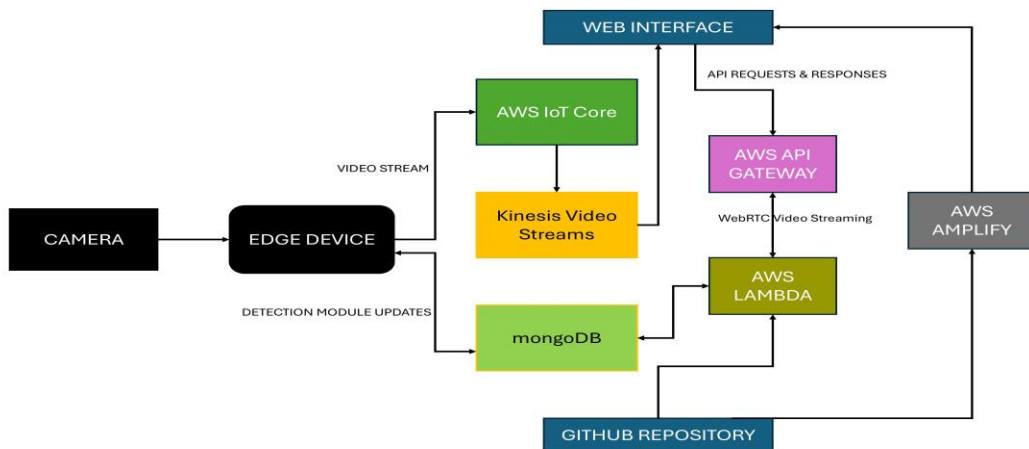 WEB INTERFACE
API REQUESTS & RESPONSES
AWS IoT Core
VIDEO STREAM
AWS API
GATEWAY
Kinesis Video
Streams
WebRTC Video Streaming
CAMERA
EDGE DEVICE
AWS
AMPLIFY
AWS
LAMBDA
DETECTION MODULE UPDATES
mongoDB
GITHUB REPOSITORY